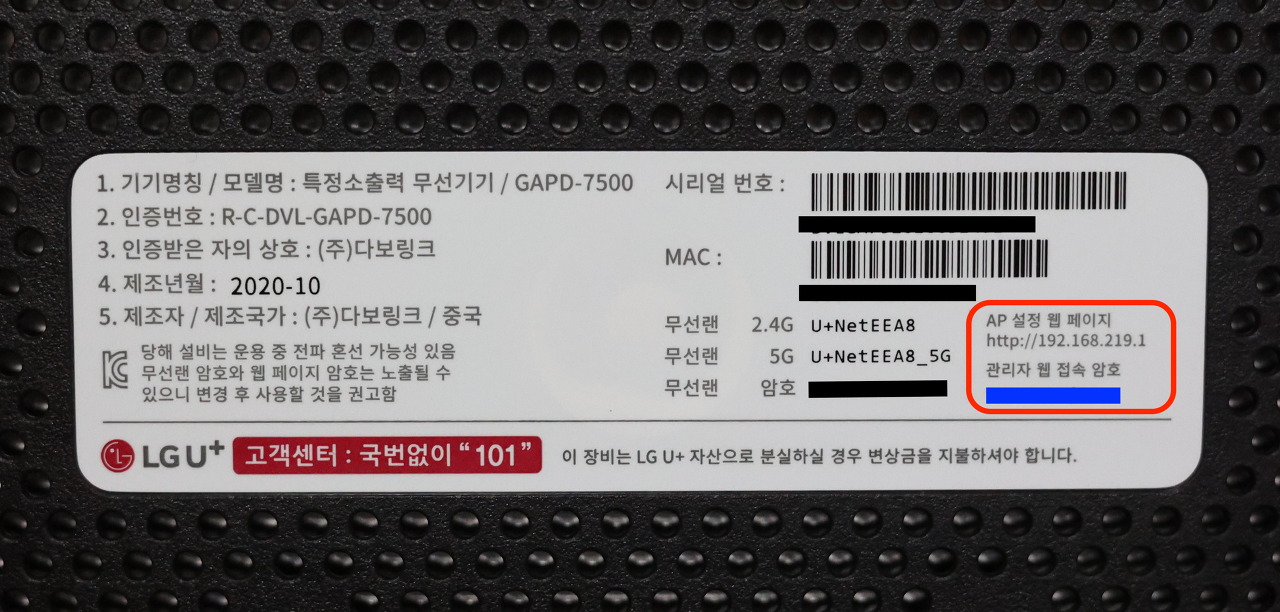 1. 기기명칭 / 모델명 : 특정소출력 무선기기 / GAPD-7500
2. 인증번호 : R-C-DVL-GAPD-7500
3. 인증받은 자의 상호 : (주)다보링크
4. 제조년월 : 2020-10
5. 제조자 / 제조국가 : (주)다보링크 / 중국
당해 설비는 운용 중 전파 혼선 가능성 있음
무선랜 암호와 웹 페이지 암호는 노출될 수
있으니 변경 후 사용할 것을 권고함
시리얼 번호 :
MAC :
무선랜 2.4G U+NetEEA8
무선랜 5G U+NetEEA8_5G
무선랜 암호
AP 설정 웹 페이지
http://192.168.219.1
관리자 웹 접속 암호
LG U+ 고객센터 : 국번없이 “101” 이 장비는 LG U+ 자산으로 분실하실 경우 변상금을 지불하셔야 합니다.